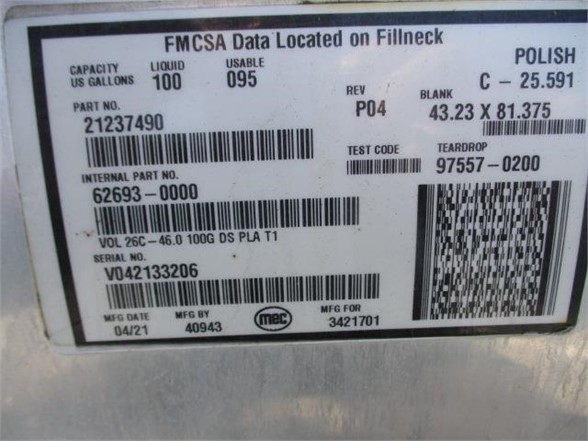 FMCSA Data Located on Fillneck
CAPACITY US GALLONS
LIQUID 100
USABLE 095
POLISH
C - 25.591
PART NO.
21237490
REV
P04
BLANK
43.23 X 81.375
INTERNAL PART NO.
62693-0000
TEST CODE
TEARDROP
97557-0200
VOL 26C-46.0 100G DS PLA T1
SERIAL NO.
V042133206
MFG DATE
04/21
MFG BY
40943
mec
MFG FOR
3421701